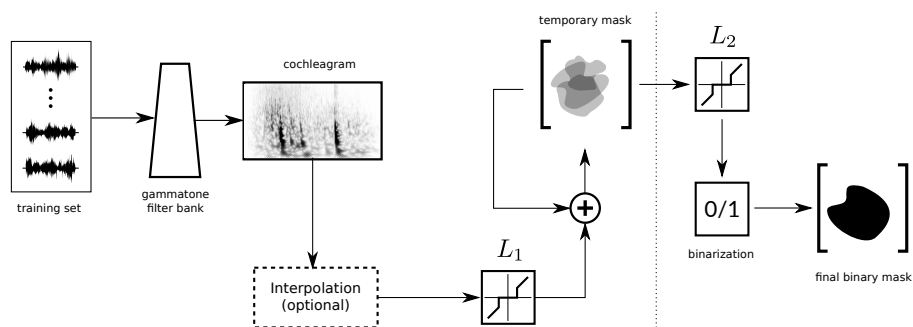 training set
gammatone
filter bank
cochleagram
Interpolation
(optional)
L₁
+
temporary mask
L₂
0/1
binarization
final binary mask